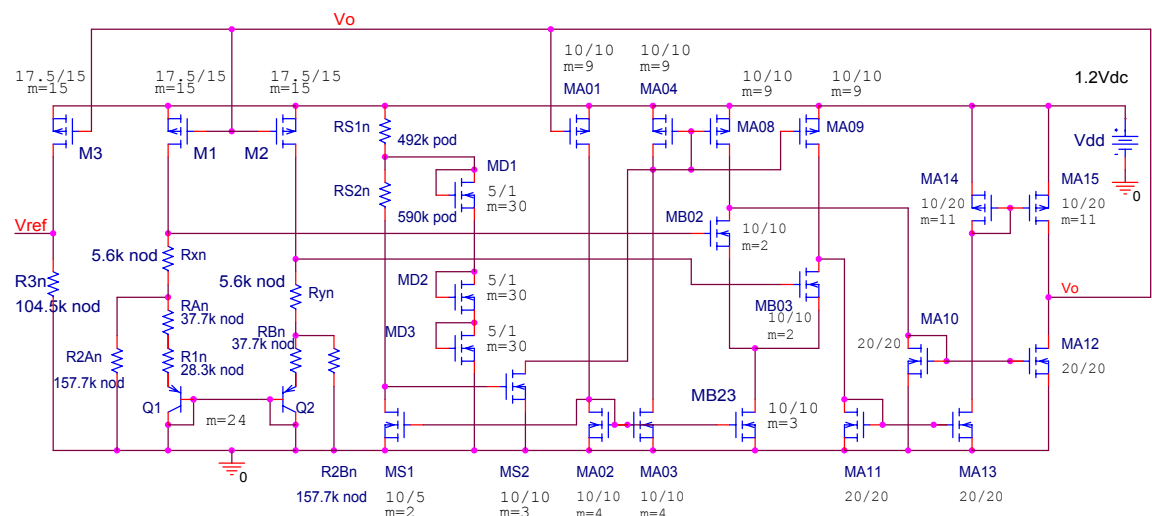 Vo
17.5/15
m=15
17.5/15
m=15
17.5/15
m=15
10/10
m=9
MA01
10/10
m=9
MA04
10/10
m=9
10/10
m=9
1.2Vdc
M3
M1
M2
RS1n
492k pod
MA08
MA09
Vdd
0
RS2n
590k pod
MD1
5/1
m=30
MA14
10/20
m=11
MA15
10/20
m=11
Vref
MB02
10/10
m=2
5.6k nod
Rxn
R3n
104.5k nod
5.6k nod
Ryn
MD2
5/1
m=30
MB03
10/10
m=2
Vo
RAn
37.7k nod
RBn
37.7k nod
MD3
5/1
m=30
MA10
20/20
MA12
20/20
R2An
157.7k nod
R1n
28.3k nod
Q1
m=24
Q2
MB23
10/10
m=3
0
R2Bn
157.7k nod
MS1
10/5
m=2
MS2
10/10
m=3
MA02
10/10
m=4
MA03
10/10
m=4
MA11
20/20
MA13
20/20